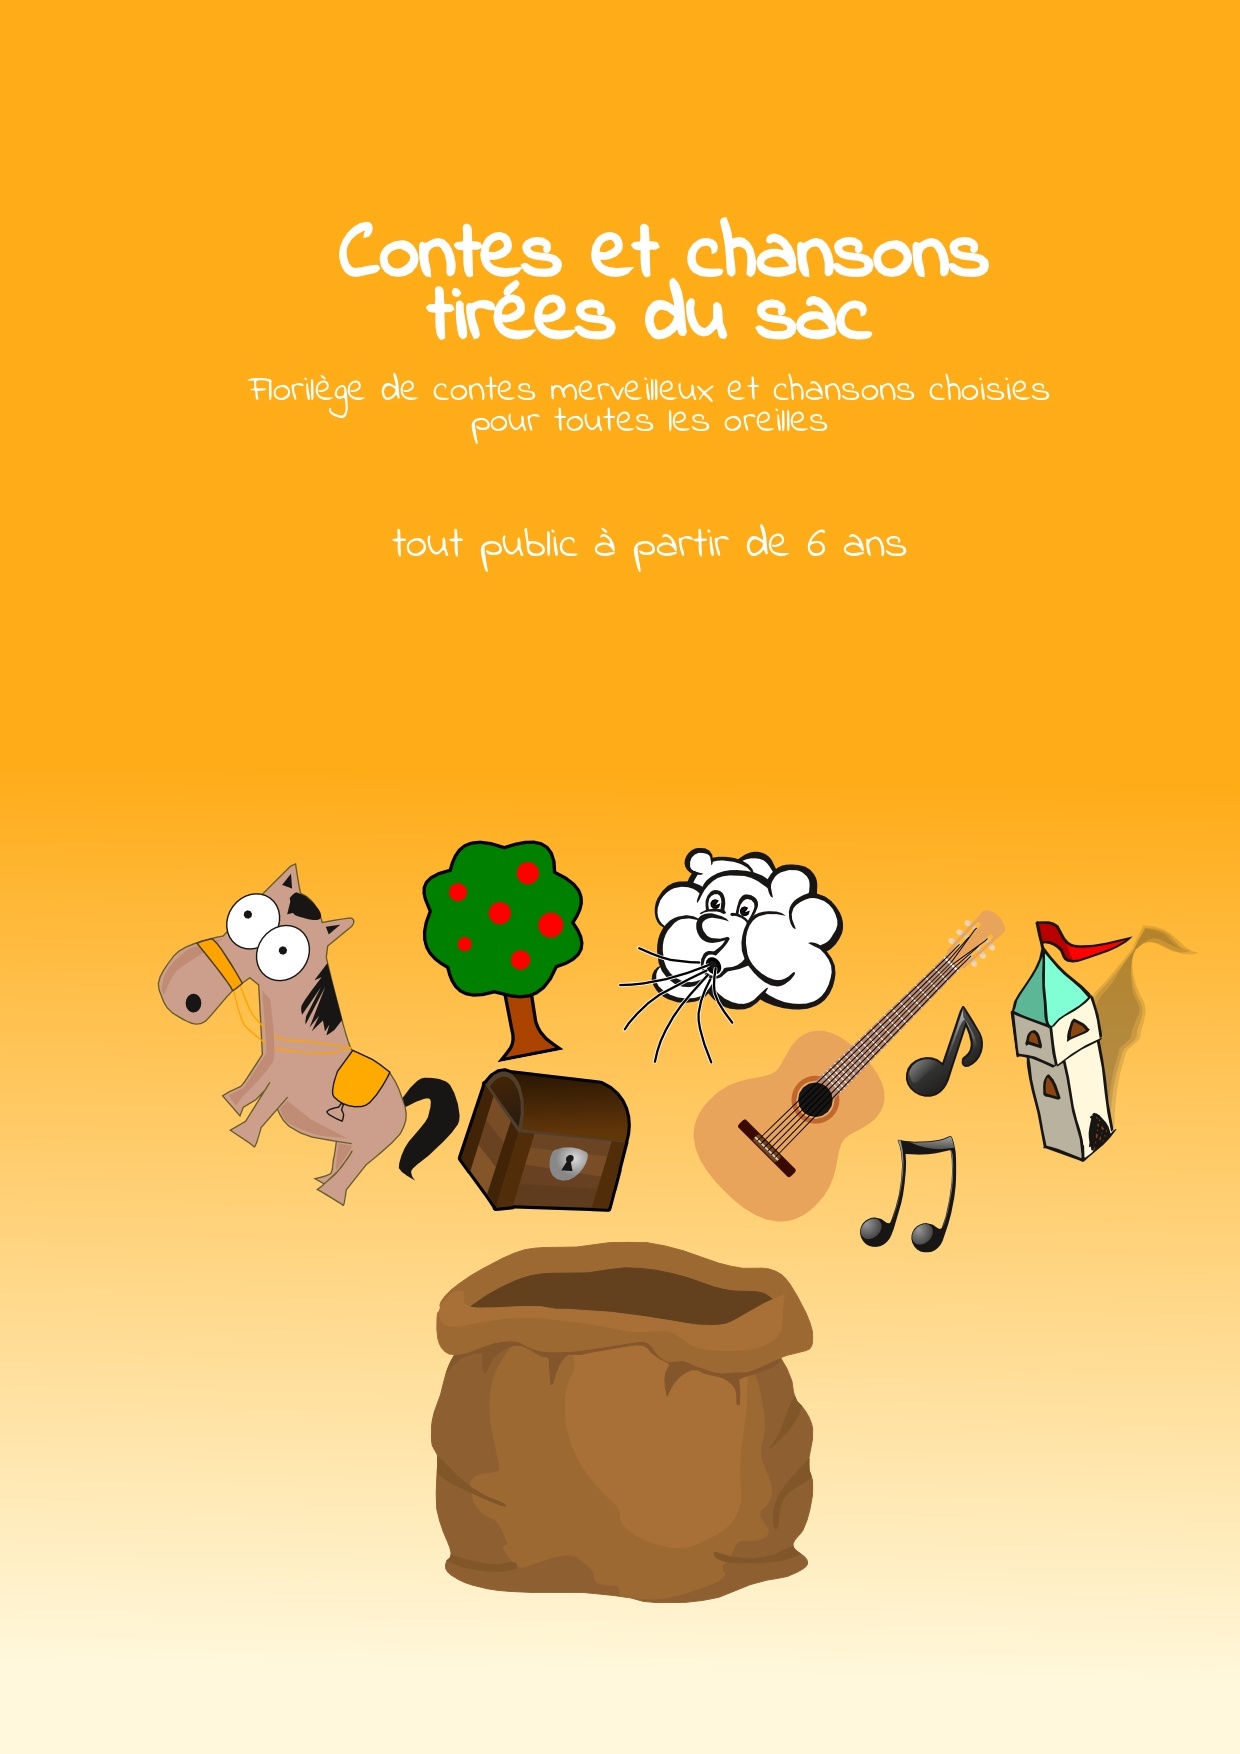 Contes et chansons
tirées du sac
Florilège de contes merveilleux et chansons choisies
pour toutes les oreilles
tout public à partir de 6 ans